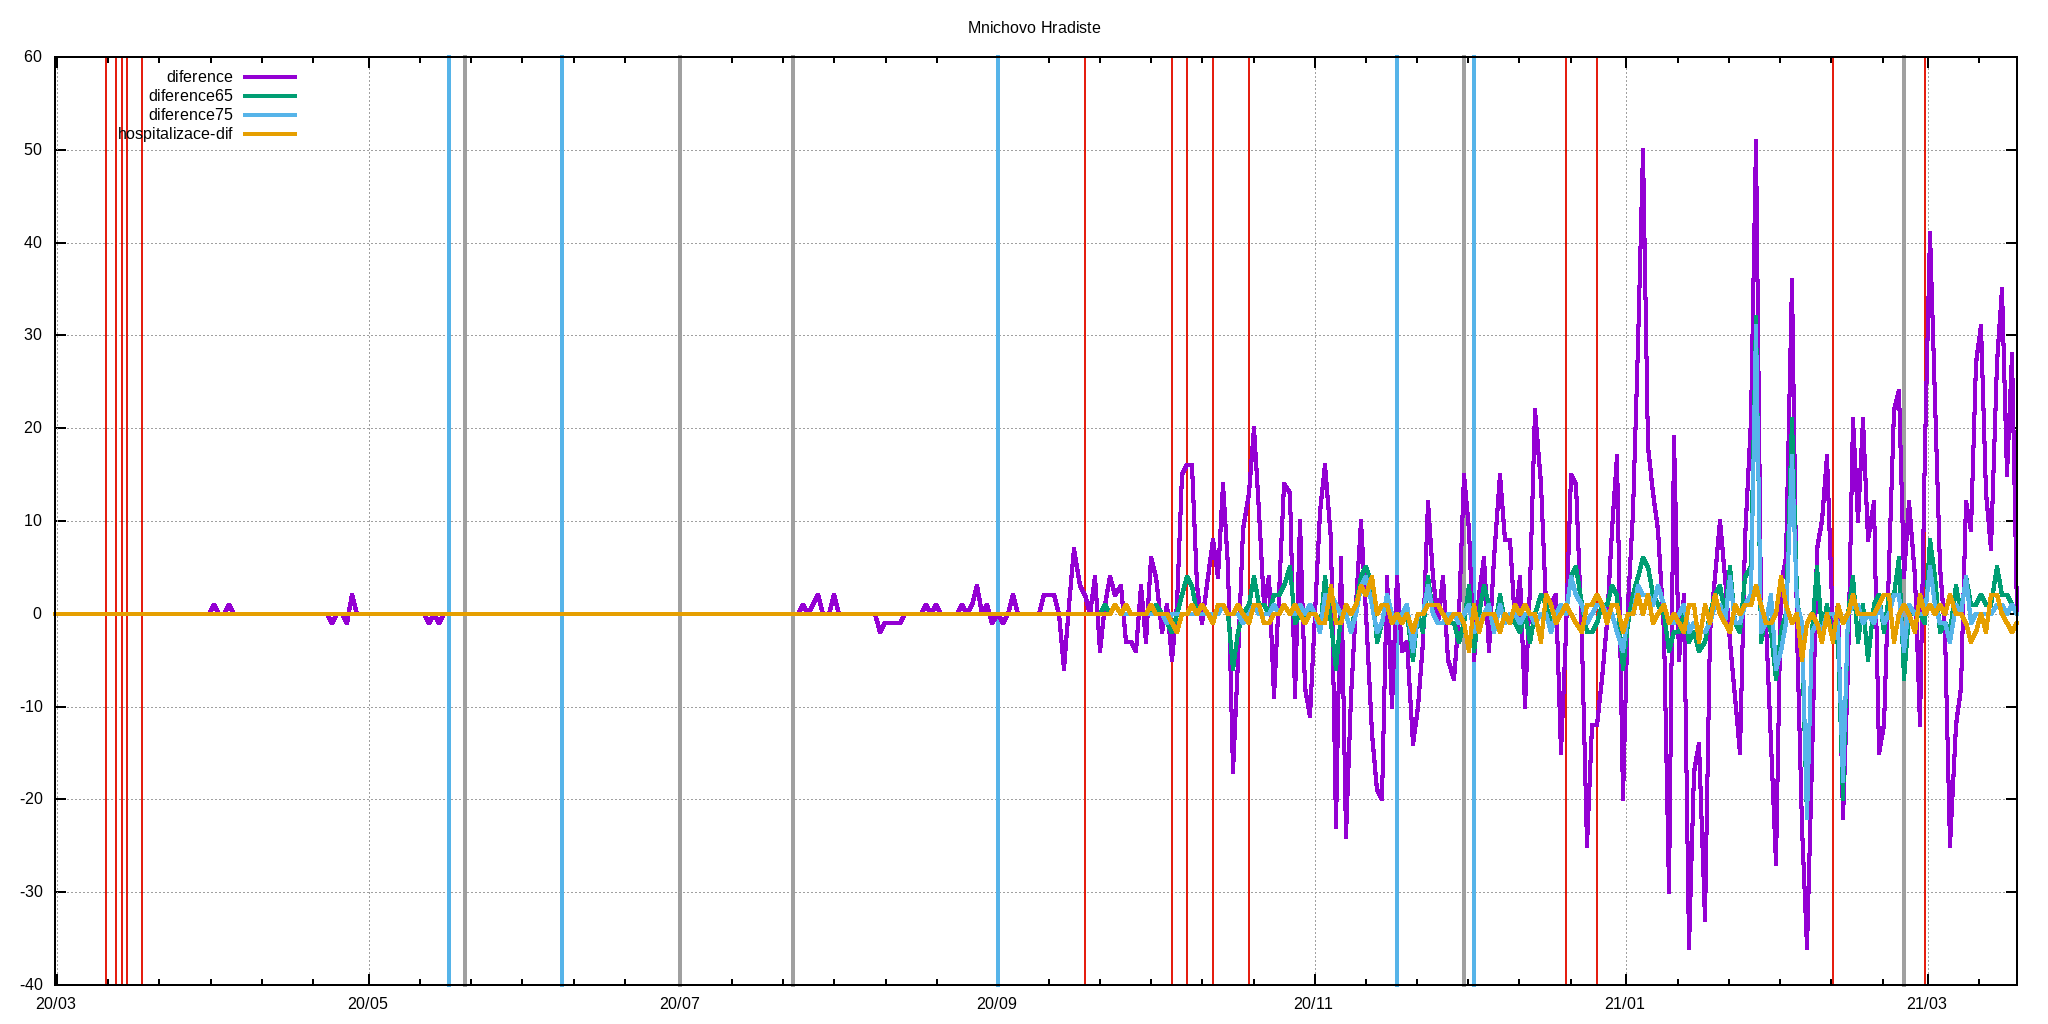 Mnichovo Hradiste
60
50
40
30
20
10
0
-10
-20
-30
-40
diference
diference65
diference75
hospitalizace-dif
20/03 20/05 20/07 20/09 20/11 21/01 21/03